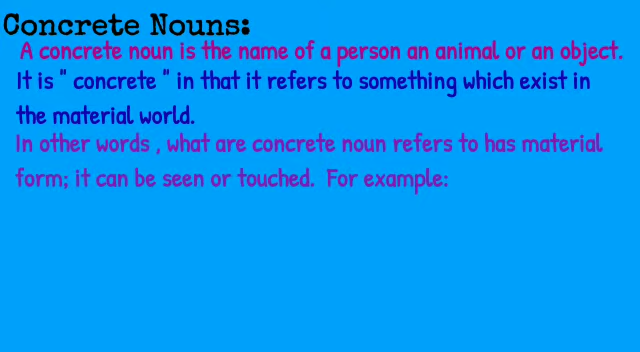 Concrete Nouns:
A concrete noun is the name of a person an animal or an object.
It is " concrete " in that it refers to something which exist in
the material world.
In other words , what are concrete noun refers to has material
form; it can be seen or touched. For example: